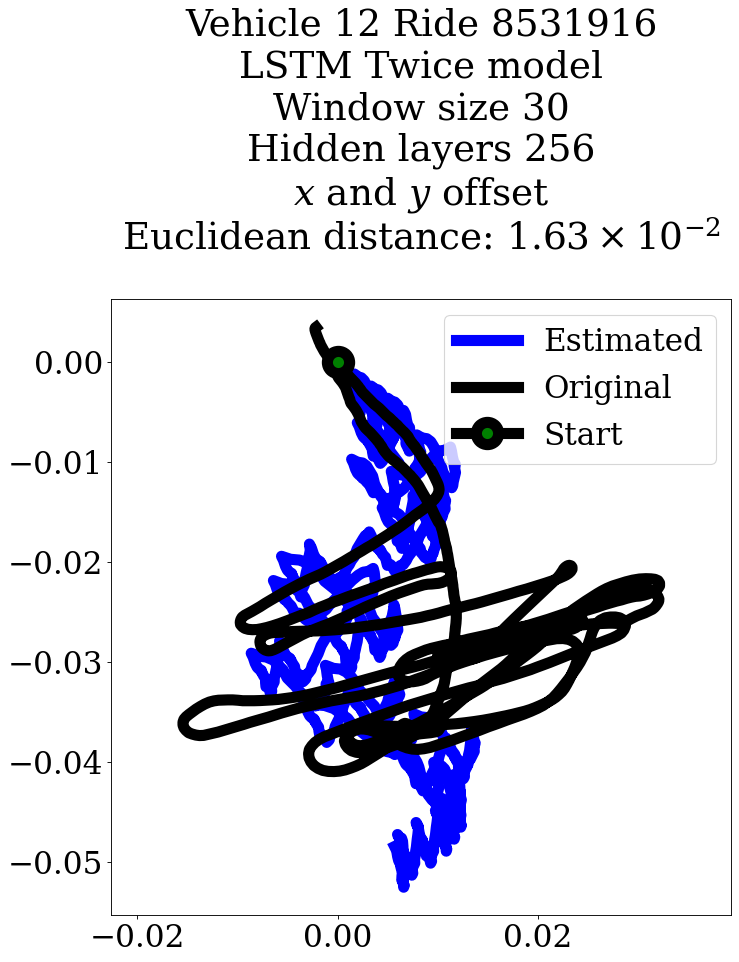 Vehicle 12 Ride 8531916
LSTM Twice model
Window size 30
Hidden layers 256
x and y offset
Euclidean distance: 1.63 × 10⁻²
Estimated
Original
Start
0.00
−0.01
−0.02
−0.03
−0.04
−0.05
−0.02 0.00 0.02